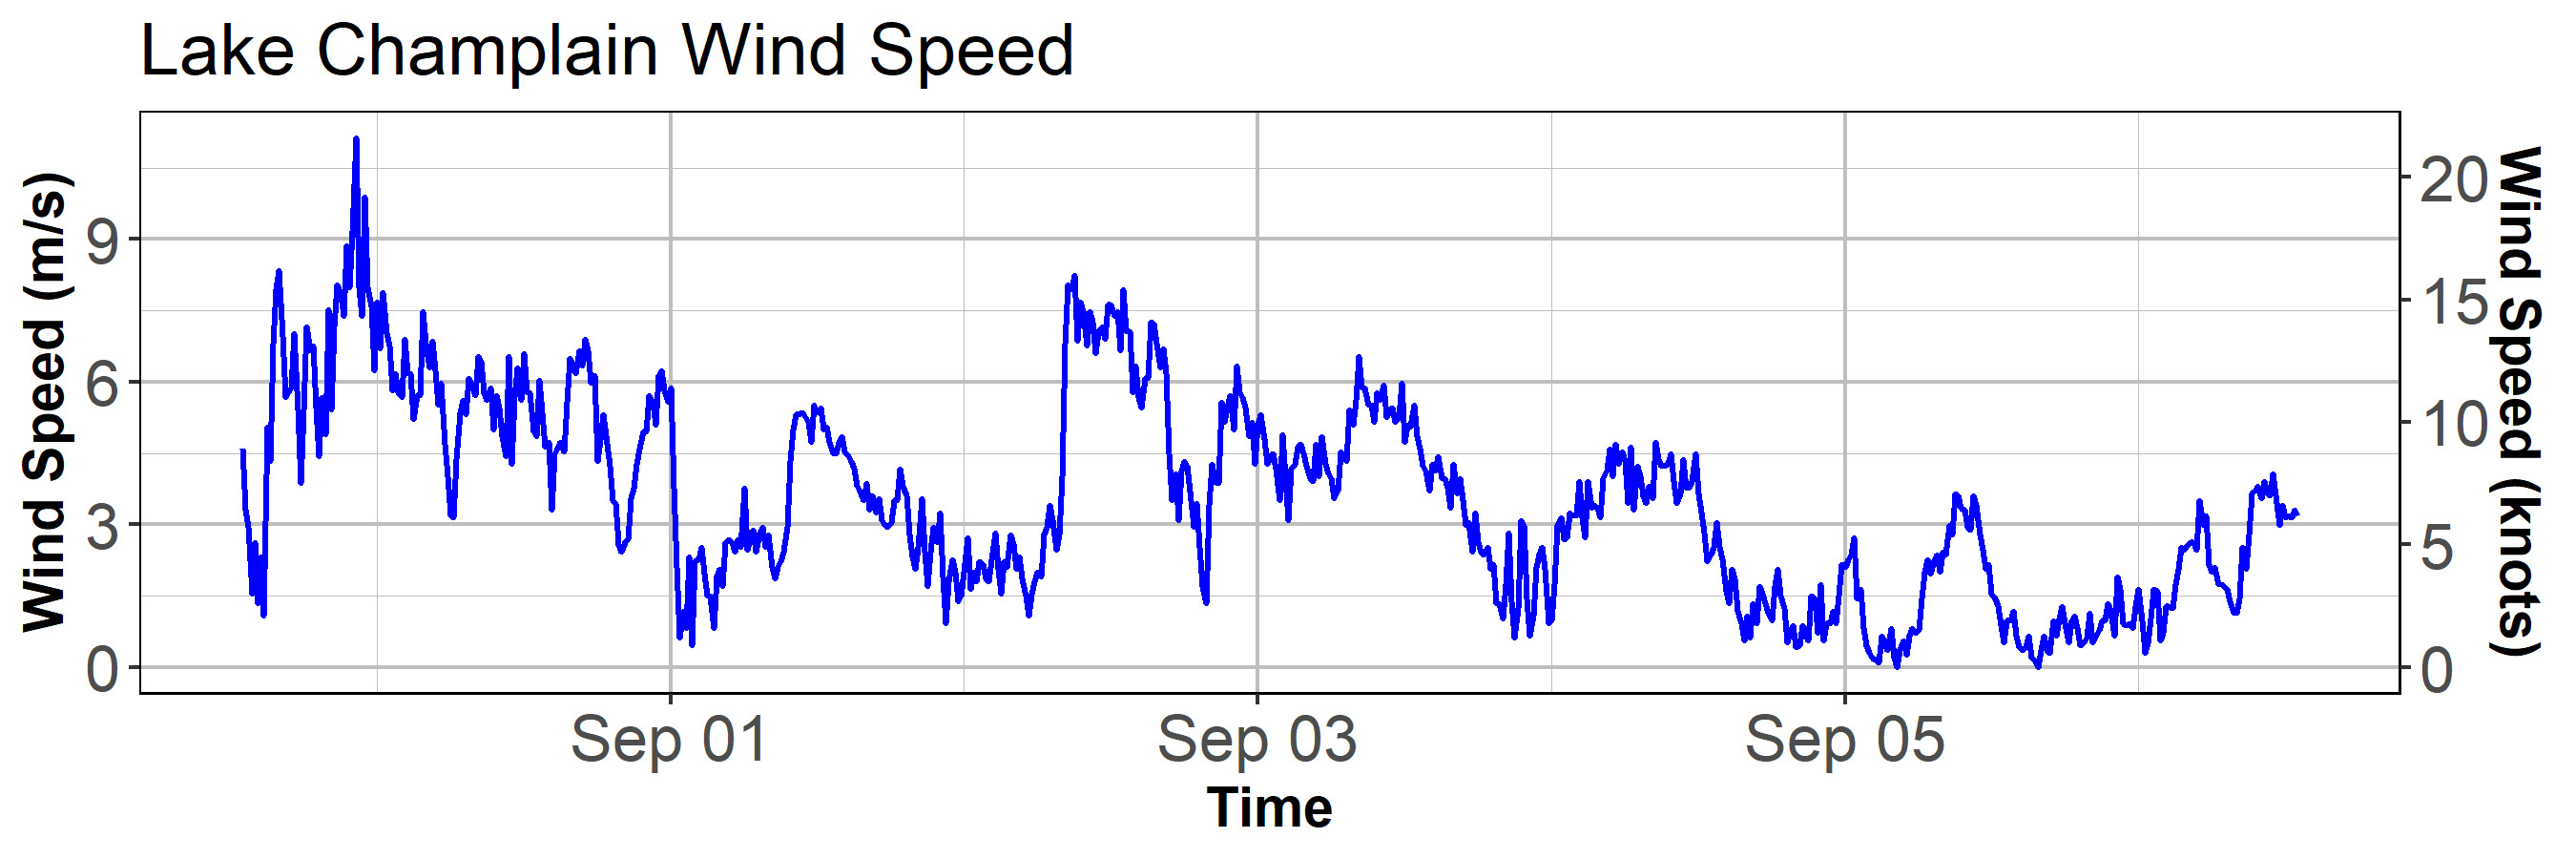 Lake Champlain Wind Speed
Wind Speed (m/s)
9
6
3
0
20
15
10
5
0
Wind Speed (knots)
Sep 01
Sep 03
Sep 05
Time